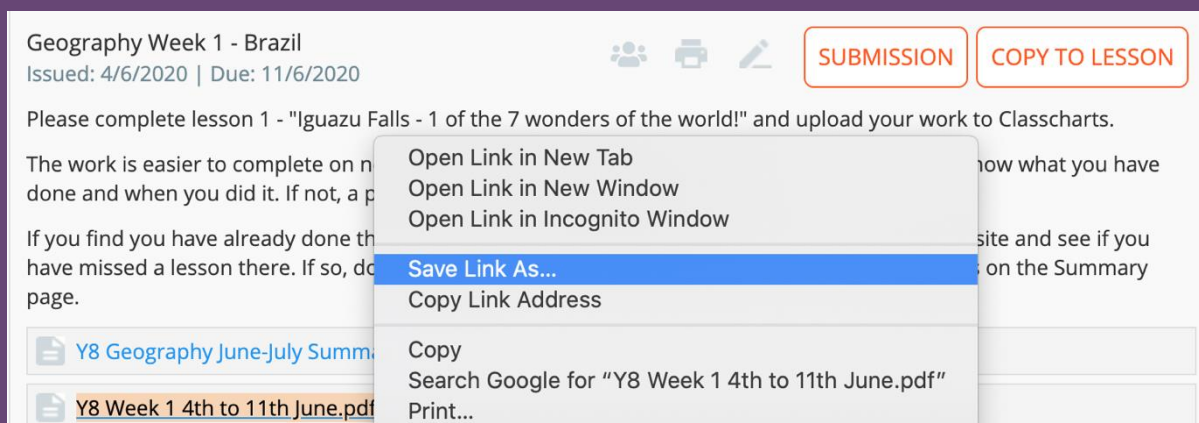 Geography Week 1 - Brazil
SUBMISSION
COPY TO LESSON
Issued: 4/6/2020 | Due: 11/6/2020
Please complete lesson 1 - "Iguazu Falls - 1 of the 7 wonders of the world!" and upload your work to Classcharts.
The work is easier to complete on n
now what you have
done and when you did it. If not, a p
If you find you have already done th
site and see if you
have missed a lesson there. If so, do
on the Summary
page.
Y8 Geography June-July Summa
Y8 Week 1 4th to 11th June.pdf
Open Link in New Tab
Open Link in New Window
Open Link in Incognito Window
Save Link As...
Copy Link Address
Copy
Search Google for “Y8 Week 1 4th to 11th June.pdf”
Print...